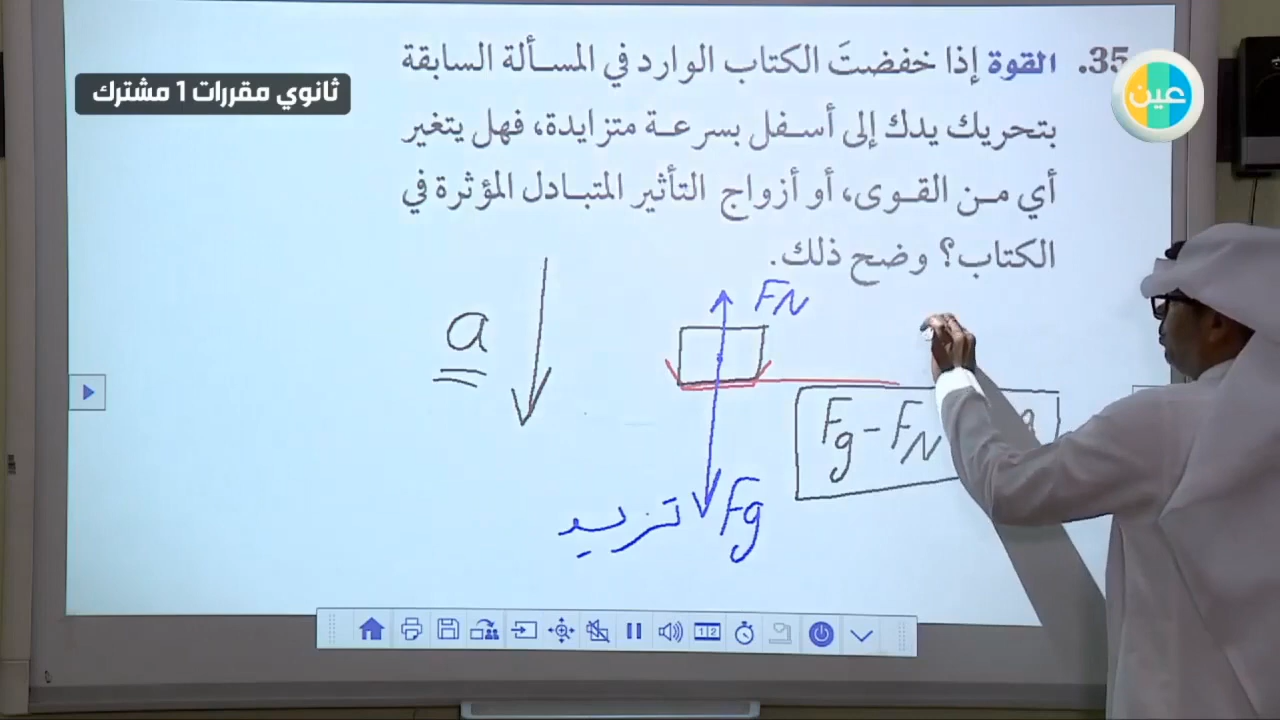 ثانوي مقررات 1 مشترك
عين
35. القوة إذا خفضتَ الكتاب الوارد في المسألة السابقة
بتحريك يدك إلى أسفل بسرعة متزايدة، فهل يتغير
أي من القوى، أو أزواج التأثير المتبادل المؤثرة في
الكتاب؟ وضح ذلك.
FN
a
Fg - FN
Fg تزيد
1 2